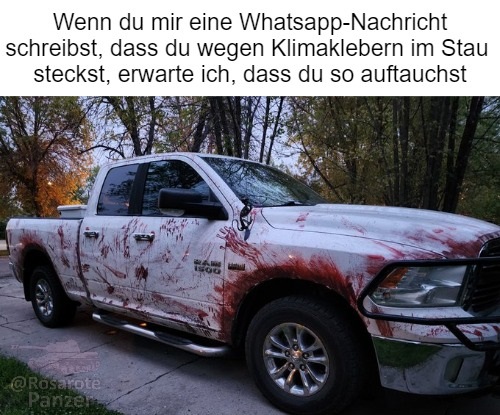 Wenn du mir eine Whatsapp-Nachricht
schreibst, dass du wegen Klimaklebern im Stau
steckst, erwarte ich, dass du so auftauchst
RAM
1500
@Rosarote
Panzer